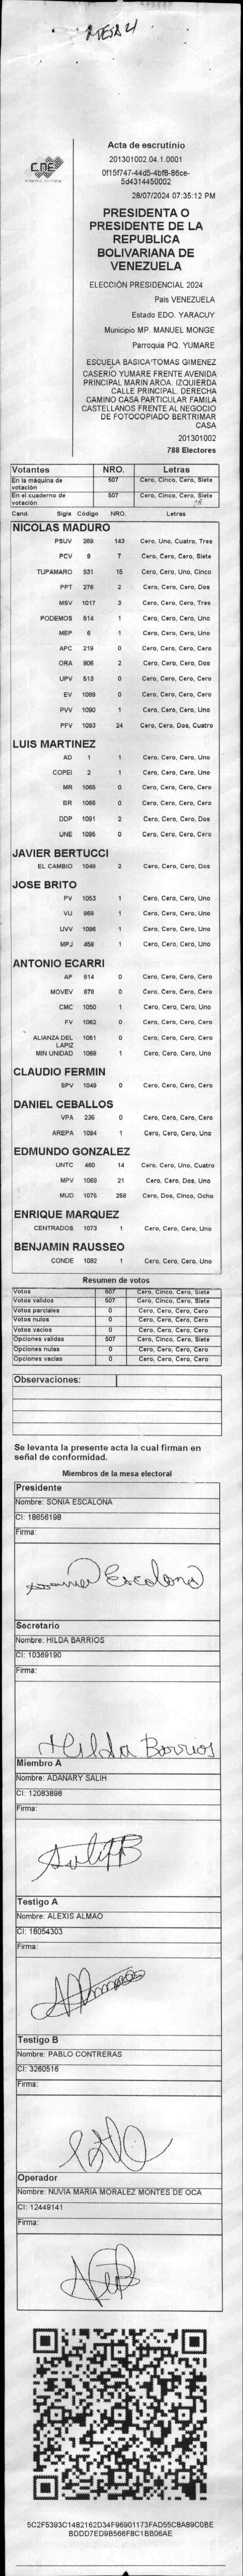 MESA 21
CNE
Acta de escrutinio
201301002.04.1.0001
0f15f747-44d5-4bf8-86ce-
5d4314450002
28/07/2024 07:35:12 PM
PRESIDENTA O
PRESIDENTE DE LA
REPUBLICA
BOLIVARIANA DE
VENEZUELA
ELECCIÓN PRESIDENCIAL 2024
País VENEZUELA
Estado EDO. YARACUY
Municipio MP. MANUEL MONGE
Parroquia PQ. YUMARE
ESCUELA BASICA TOMAS GIMENEZ
CASERIO YUMARE FRENTE AVENIDA
PRINCIPAL MARIN AROA. IZQUIERDA
CALLE PRINCIPAL. DERECHA
CAMINO CASA PARTICULAR FAMILA
CASTELLANOS FRENTE AL NEGOCIO
DE FOTOCOPIADO BERTRIMAR
CASA
201301002
788 Electores
Votantes NRO. Letras
En la máquina de votación 507 Cero, Cinco, Cero, Siete
En el cuaderno de votación 507 Cero, Cinco, Cero, Siete
Cand. Sigla Código NRO. Letras
NICOLAS MADURO
PSUV 269 143 Cero, Uno, Cuatro, Tres
PCV 9 7 Cero, Cero, Cero, Siete
TUPAMARO 931 15 Cero, Cero, Uno, Cinco
PPT 276 2 Cero, Cero, Cero, Dos
MSV 1017 3 Cero, Cero, Cero, Tres
PODEMOS 514 1 Cero, Cero, Cero, Uno
MEP 6 1 Cero, Cero, Cero, Uno
APC 219 0 Cero, Cero, Cero, Cero
ORA 906 2 Cero, Cero, Cero, Dos
UPV 513 0 Cero, Cero, Cero, Cero
EV 1089 0 Cero, Cero, Cero, Cero
PVV 1090 1 Cero, Cero, Cero, Uno
PFV 1093 24 Cero, Cero, Dos, Cuatro
LUIS MARTINEZ
AD 1 1 Cero, Cero, Cero, Uno
COPEI 2 1 Cero, Cero, Cero, Uno
MR 1065 0 Cero, Cero, Cero, Cero
BR 1066 0 Cero, Cero, Cero, Cero
DDP 1091 2 Cero, Cero, Cero, Dos
UNE 1095 0 Cero, Cero, Cero, Cero
JAVIER BERTUCCI
EL CAMBIO 1048 2 Cero, Cero, Cero, Dos
JOSE BRITO
PV 1053 1 Cero, Cero, Cero, Uno
VU 868 1 Cero, Cero, Cero, Uno
UVV 1096 1 Cero, Cero, Cero, Uno
MPJ 458 1 Cero, Cero, Cero, Uno
ANTONIO ECARRI
AP 814 0 Cero, Cero, Cero, Cero
MOVEV 879 0 Cero, Cero, Cero, Cero
CMC 1050 1 Cero, Cero, Cero, Uno
FV 1062 0 Cero, Cero, Cero, Cero
ALIANZA DEL LAPIZ 1051 0 Cero, Cero, Cero, Cero
MIN UNIDAD 1068 1 Cero, Cero, Cero, Uno
CLAUDIO FERMIN
SPV 1049 0 Cero, Cero, Cero, Cero
DANIEL CEBALLOS
VPA 236 0 Cero, Cero, Cero, Cero
AREPA 1094 1 Cero, Cero, Cero, Uno
EDMUNDO GONZALEZ
UNTC 460 14 Cero, Cero, Uno, Cuatro
MPV 1069 21 Cero, Cero, Dos, Uno
MUD 1075 258 Cero, Dos, Cinco, Ocho
ENRIQUE MARQUEZ
CENTRADOS 1073 1 Cero, Cero, Cero, Uno
BENJAMIN RAUSSEO
CONDE 1092 1 Cero, Cero, Cero, Uno
Resumen de votos
Votos 507 Cero, Cinco, Cero, Siete
Votos validos 507 Cero, Cinco, Cero, Siete
Votos parciales 0 Cero, Cero, Cero, Cero
Votos nulos 0 Cero, Cero, Cero, Cero
Votos vacios 0 Cero, Cero, Cero, Cero
Opciones validas 507 Cero, Cinco, Cero, Siete
Opciones nulas 0 Cero, Cero, Cero, Cero
Opciones vacias 0 Cero, Cero, Cero, Cero
Observaciones:
Se levanta la presente acta la cual firman en
señal de conformidad.
Miembros de la mesa electoral
Presidente
Nombre: SONIA ESCALONA
CI: 18656198
Firma:
Escalona
Secretario
Nombre: HILDA BARRIOS
CI: 10369190
Firma:
Hilda Barrios
Miembro A
Nombre: ADANARY SALIH
CI: 12083898
Firma:
Testigo A
Nombre: ALEXIS ALMAO
CI: 18054303
Firma:
Testigo B
Nombre: PABLO CONTRERAS
CI: 3260516
Firma:
Operador
Nombre: NUVIA MARIA MORALEZ MONTES DE OCA
CI: 12449141
Firma:
5C2F5393C1482162D34F96901173FAD55C8A89C0BE
BDDD7ED9B566F8C1BB06AE